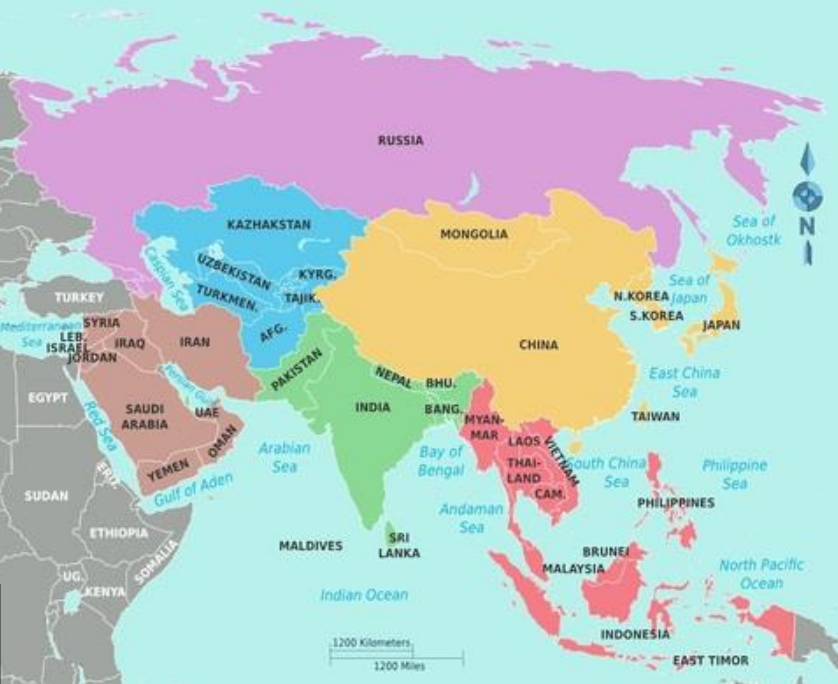 RUSSIA
Sea of
Okhostk
N
KAZHAKSTAN
MONGOLIA
UZBEKISTAN
KYRG.
Caspian Sea
TURKMEN.
TAJIK.
Sea of
Japan
N.KOREA
S.KOREA
JAPAN
TURKEY
Mediterranean
Sea
SYRIA
LEB.
ISRAEL
JORDAN
IRAQ
IRAN
AFG.
CHINA
PAKISTAN
NEPAL
BHU.
East China
Sea
EGYPT
Persian Gulf
SAUDI
ARABIA
UAE
INDIA
BANG.
TAIWAN
Red Sea
OMAN
MYAN-
MAR
LAOS
VIETNAM
Arabian
Sea
Bay of
Bengal
YEMEN
Gulf of Aden
THAI-
LAND
CAM.
South China
Sea
Philippine
Sea
SUDAN
ERI.
PHILIPPINES
Andaman
Sea
ETHIOPIA
SOMALIA
MALDIVES
SRI
LANKA
BRUNEI
MALAYSIA
North Pacific
Ocean
UG.
KENYA
Indian Ocean
INDONESIA
EAST TIMOR
1200 Kilometers
1200 Miles